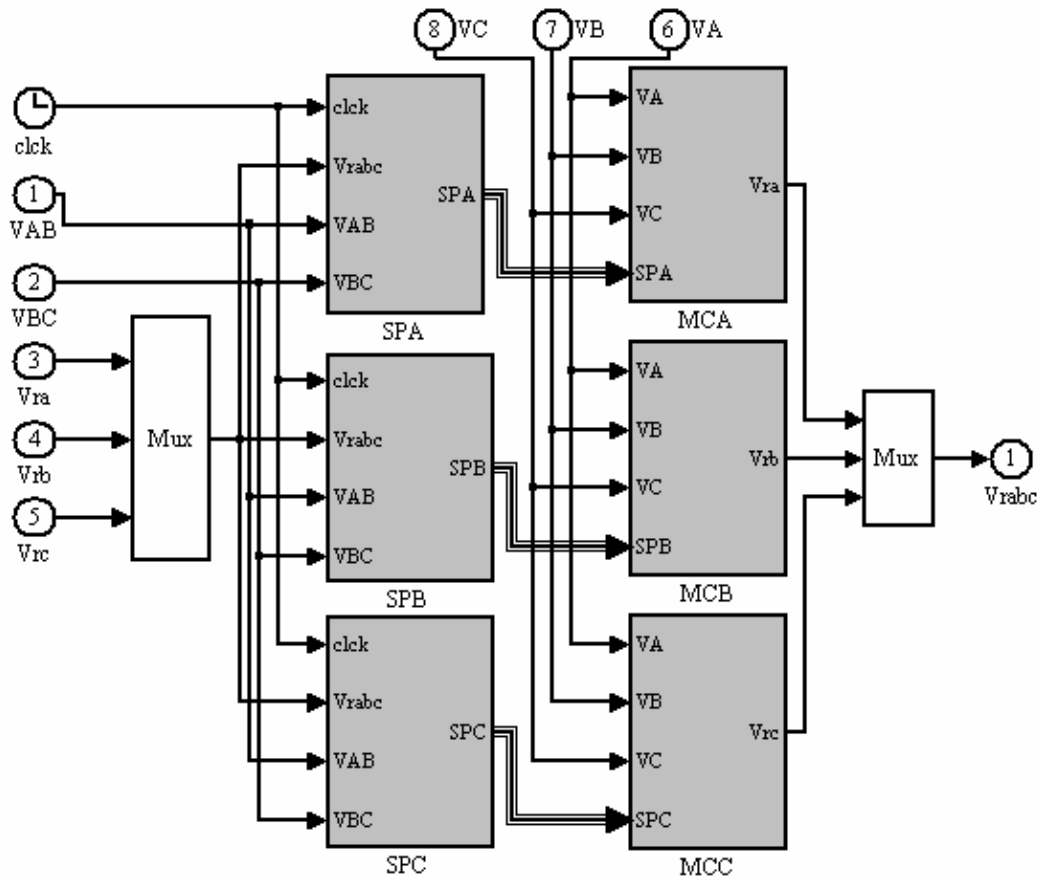 8 VC
7 VB
6 VA
clck
1
VAB
2
VBC
3
Vra
4
Vrb
5
Vrc
Mux
clck
Vrabc
VAB
VBC
SPA
SPA
clck
Vrabc
VAB
VBC
SPB
SPB
clck
Vrabc
VAB
VBC
SPC
SPC
VA
VB
VC
SPA
Vra
MCA
VA
VB
VC
SPB
Vrb
MCB
VA
VB
VC
SPC
Vrc
MCC
Mux
1
Vrabc